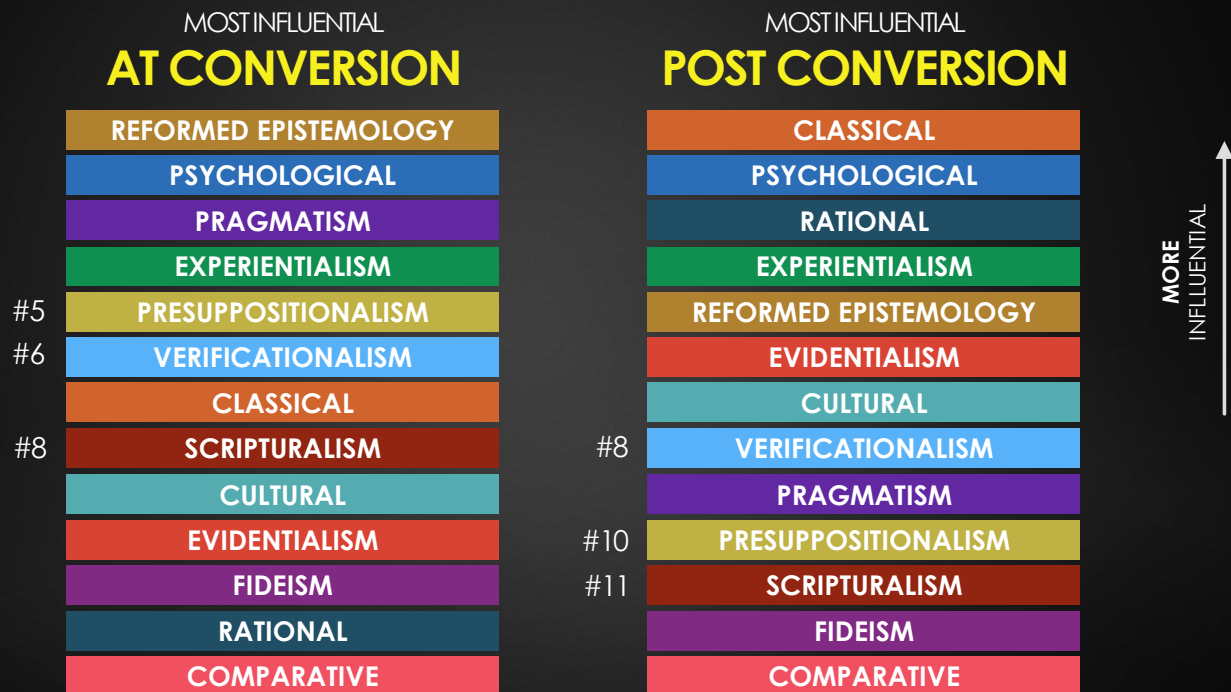 MOST INFLUENTIAL
AT CONVERSION
REFORMED EPISTEMOLOGY
PSYCHOLOGICAL
PRAGMATISM
EXPERIENTIALISM
#5 PRESUPPOSITIONALISM
#6 VERIFICATIONALISM
CLASSICAL
#8 SCRIPTURALISM
CULTURAL
EVIDENTIALISM
FIDEISM
RATIONAL
COMPARATIVE
MOST INFLUENTIAL
POST CONVERSION
CLASSICAL
PSYCHOLOGICAL
RATIONAL
EXPERIENTIALISM
REFORMED EPISTEMOLOGY
EVIDENTIALISM
CULTURAL
#8 VERIFICATIONALISM
PRAGMATISM
#10 PRESUPPOSITIONALISM
#11 SCRIPTURALISM
FIDEISM
COMPARATIVE
MORE
INFLLUENTIAL